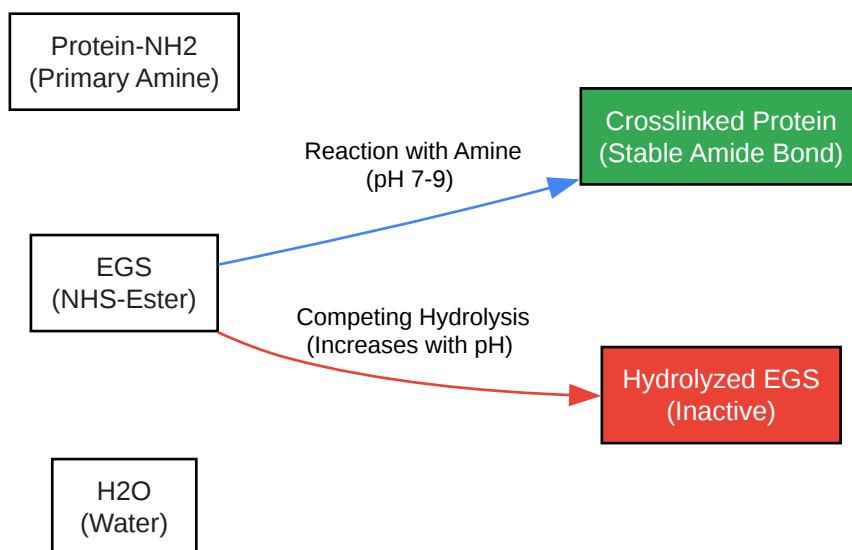 Protein-NH2
(Primary Amine)
Crosslinked Protein
(Stable Amide Bond)
Reaction with Amine
(pH 7-9)
EGS
(NHS-Ester)
Competing Hydrolysis
(Increases with pH)
Hydrolyzed EGS
(Inactive)
H2O
(Water)